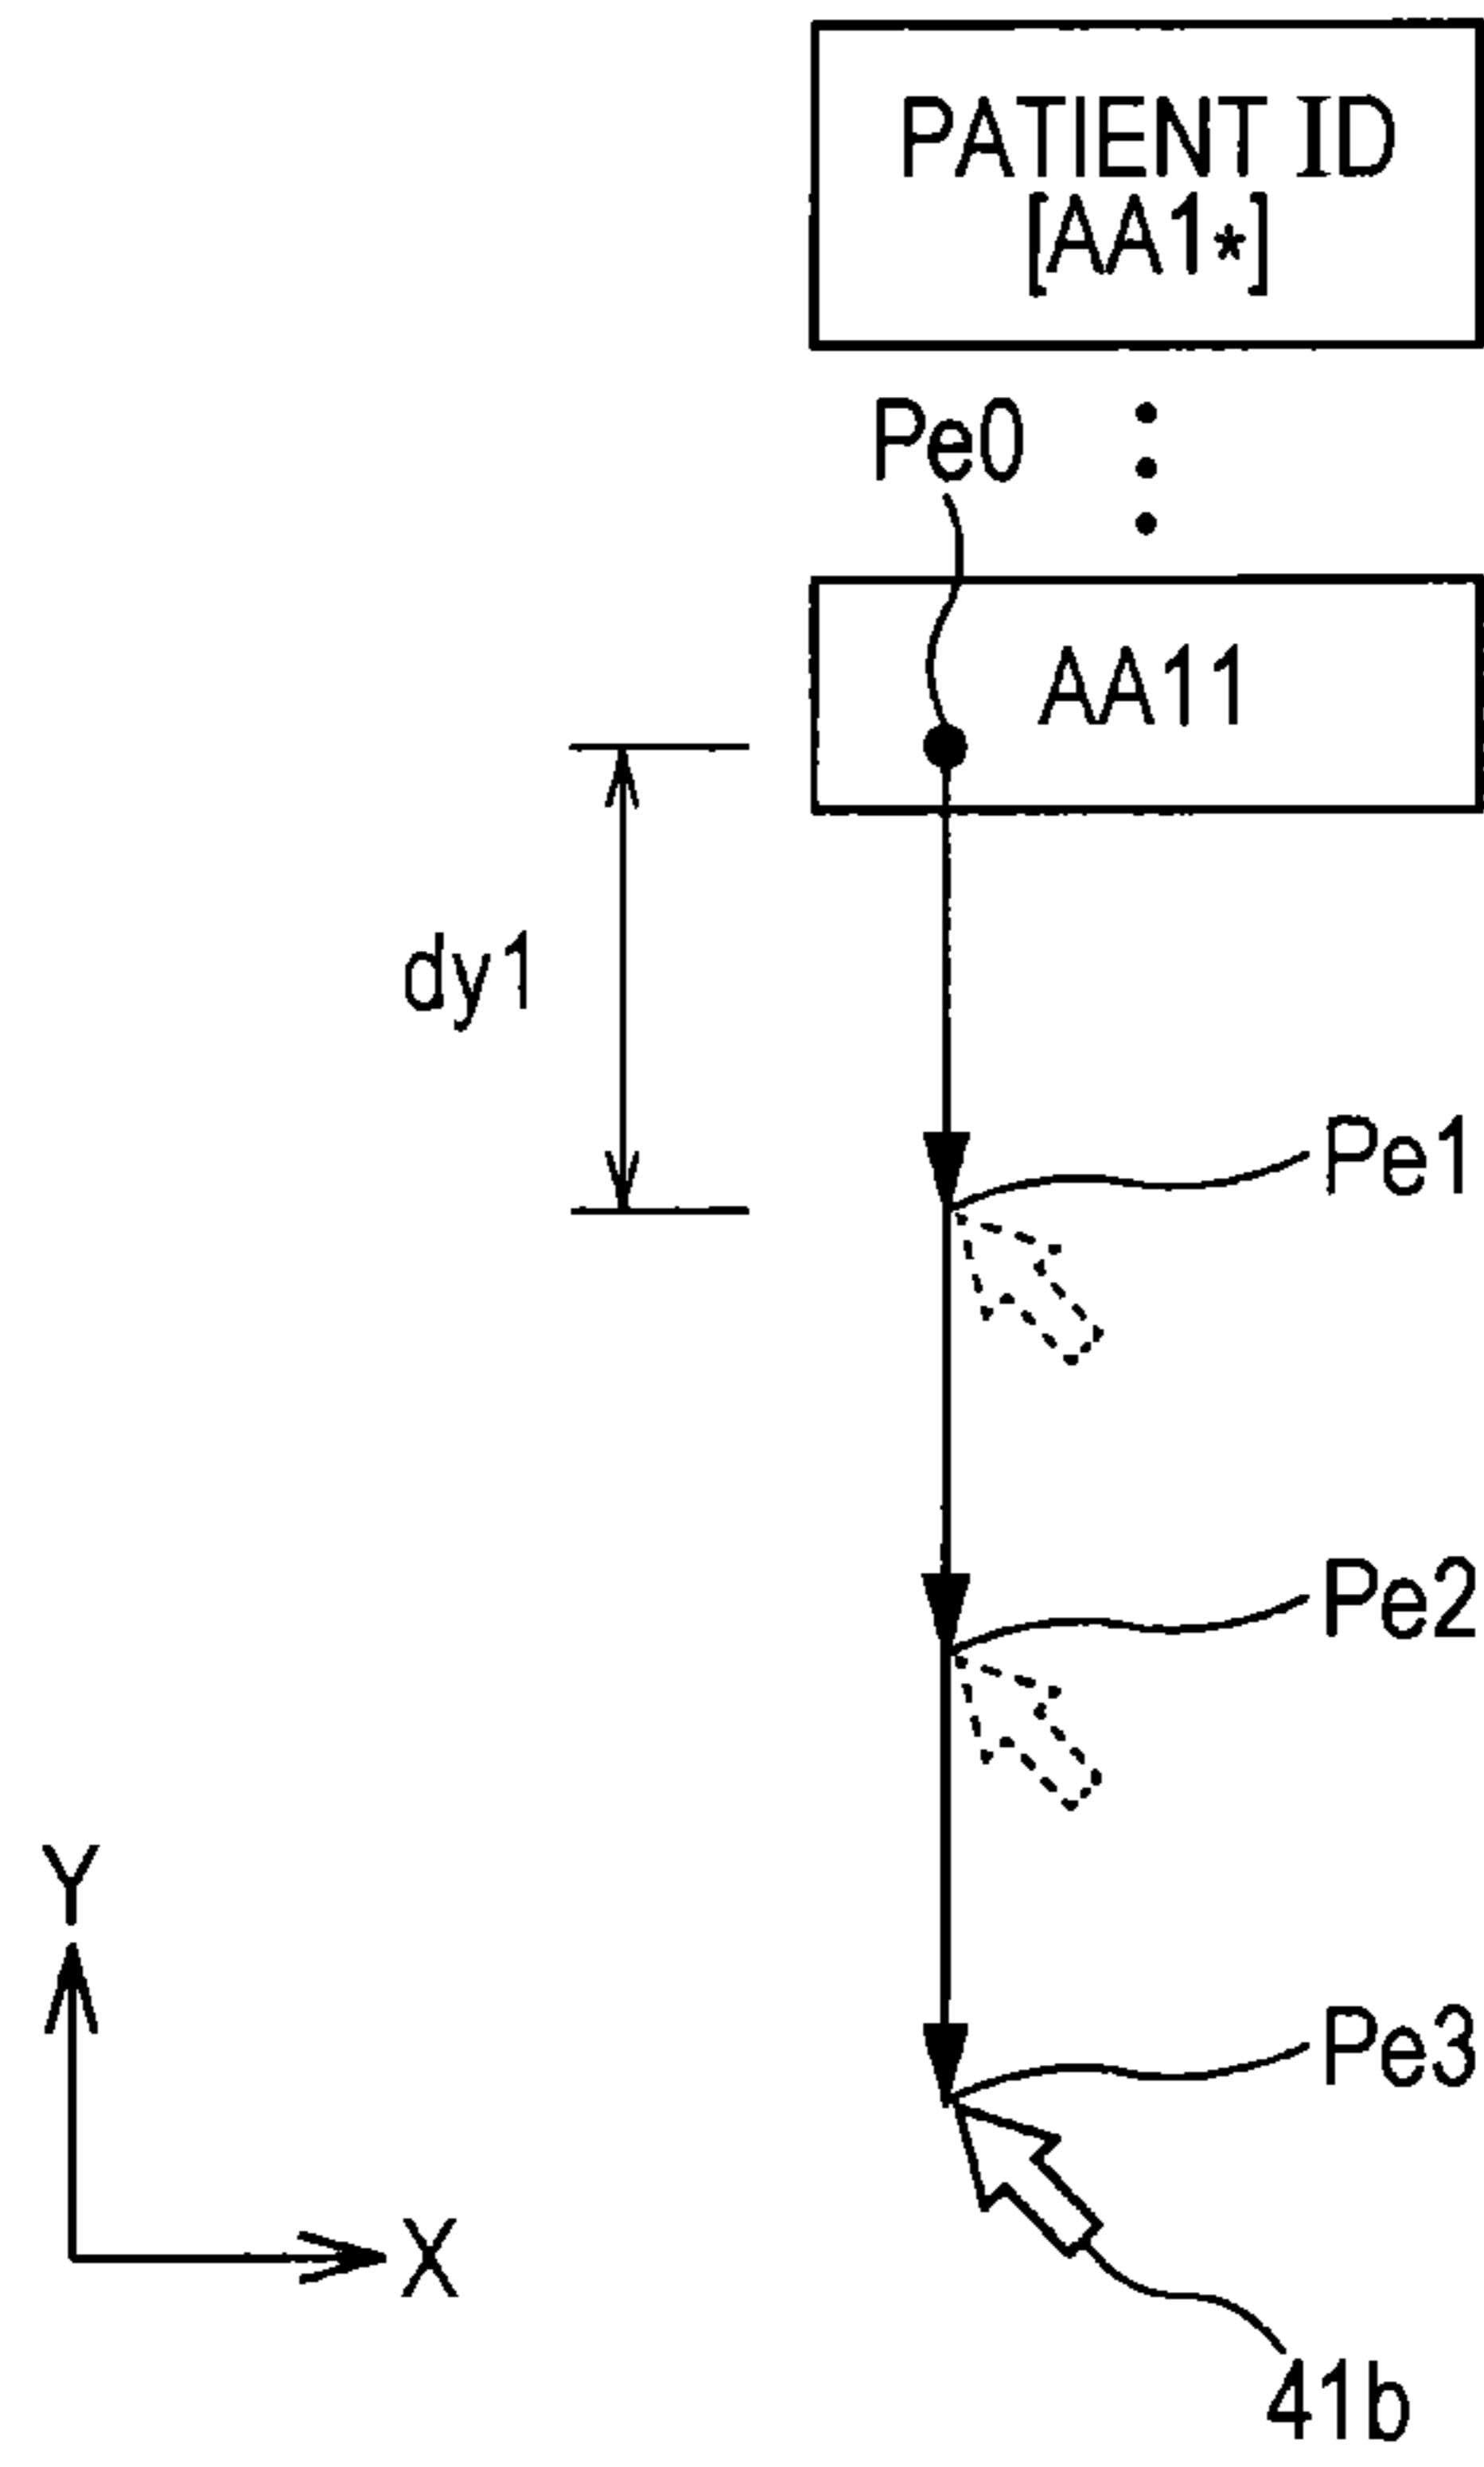 PATIENT ID
[AA1*]
Pe0
AA11
dy1
Pe1
Pe2
Y
Pe3
X
41b